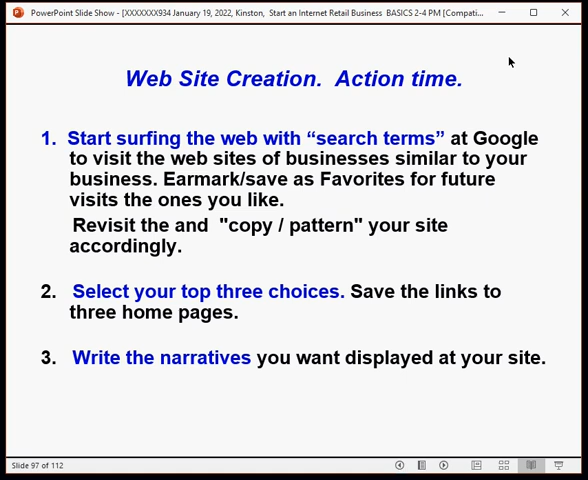 PowerPoint Slide Show - [XXXXXXX934 January 19, 2022, Kinston, Start an Internet Retail Business BASICS 2-4 PM [Compati...
Web Site Creation. Action time.
1. Start surfing the web with “search terms” at Google
to visit the web sites of businesses similar to your
business. Earmark/save as Favorites for future
visits the ones you like.
Revisit the and "copy / pattern" your site
accordingly.
2. Select your top three choices. Save the links to
three home pages.
3. Write the narratives you want displayed at your site.
Slide 97 of 112